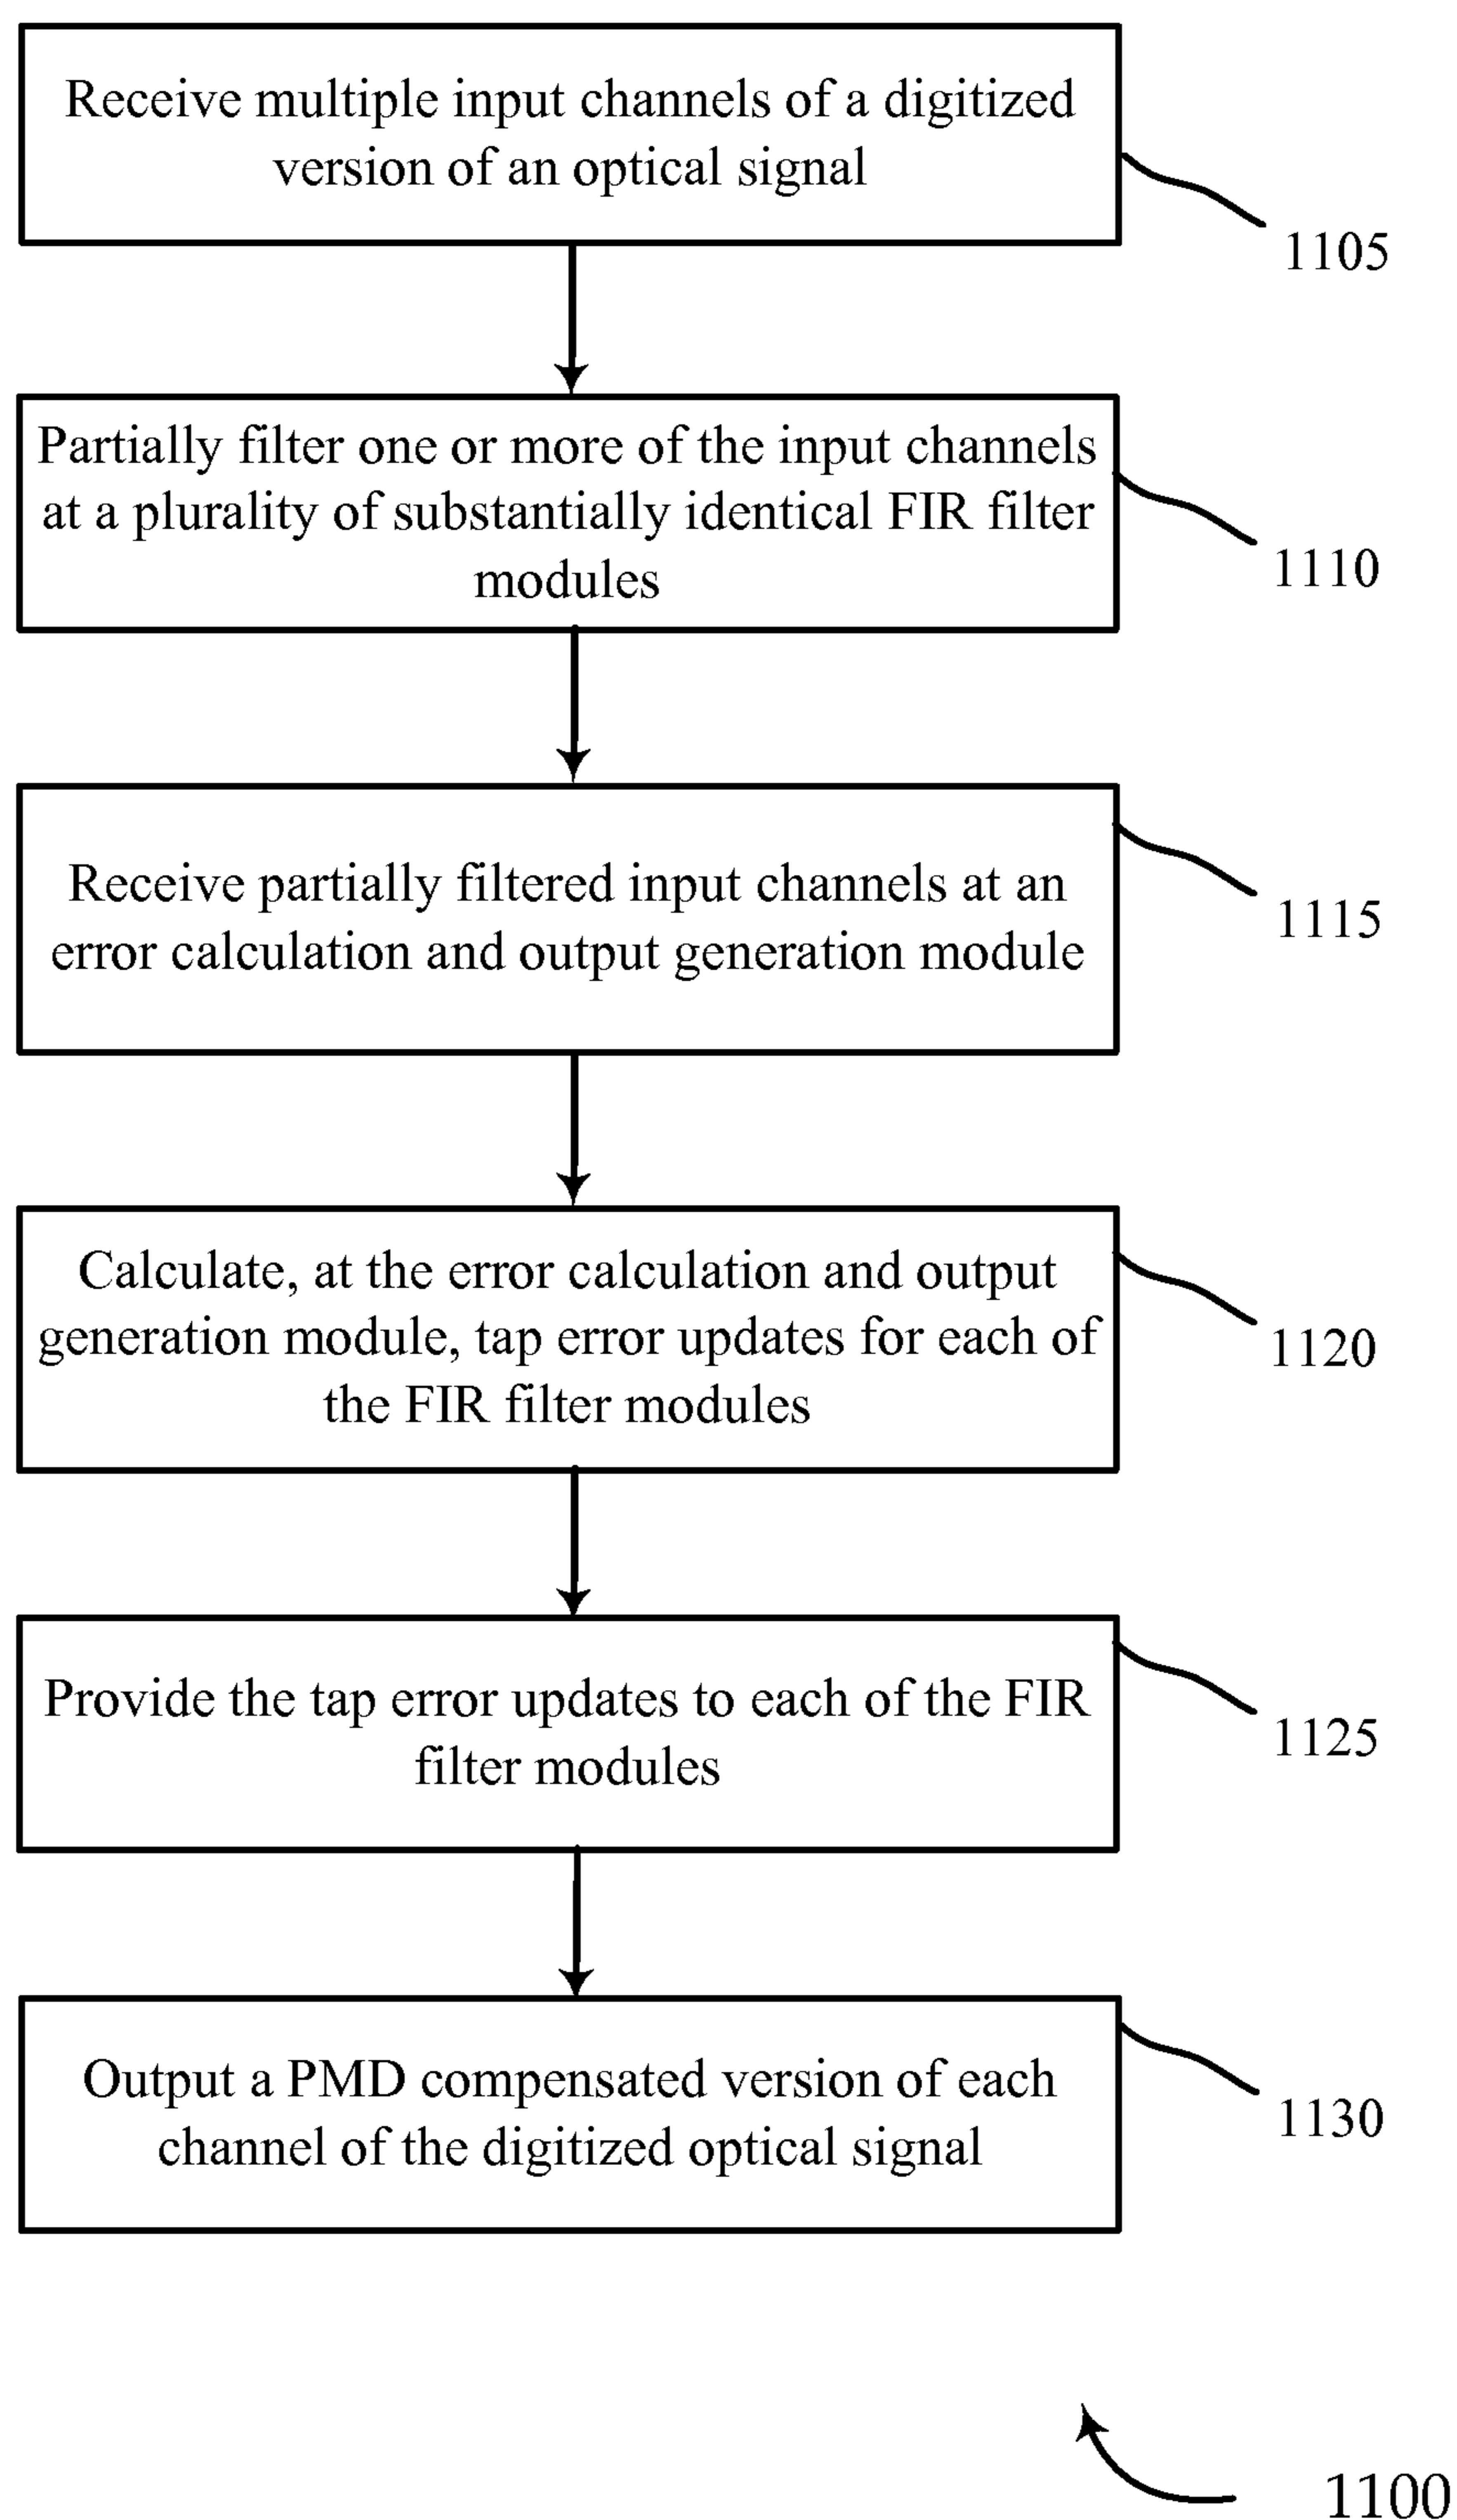 Receive multiple input channels of a digitized
version of an optical signal
1105
Partially filter one or more of the input channels
at a plurality of substantially identical FIR filter
modules
1110
Receive partially filtered input channels at an
error calculation and output generation module
1115
Calculate, at the error calculation and output
generation module, tap error updates for each of
the FIR filter modules
1120
Provide the tap error updates to each of the FIR
filter modules
1125
Output a PMD compensated version of each
channel of the digitized optical signal
1130
1100